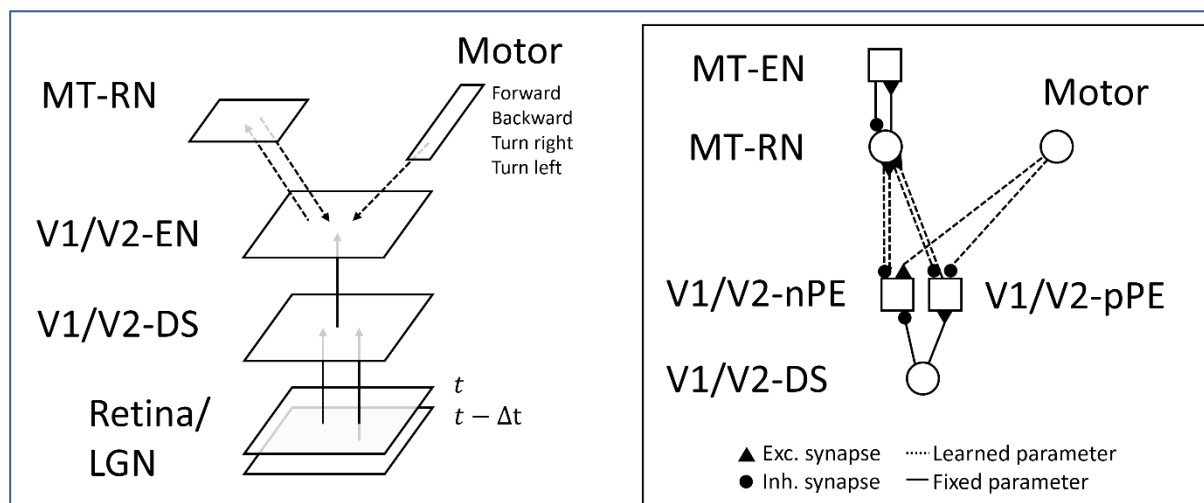 MT-RN
Motor
Forward
Backward
Turn right
Turn left
V1/V2-EN
V1/V2-DS
Retina/
LGN
t
t − Δt
MT-EN
MT-RN
Motor
V1/V2-nPE
V1/V2-pPE
V1/V2-DS
Exc. synapse
Learned parameter
Inh. synapse
Fixed parameter